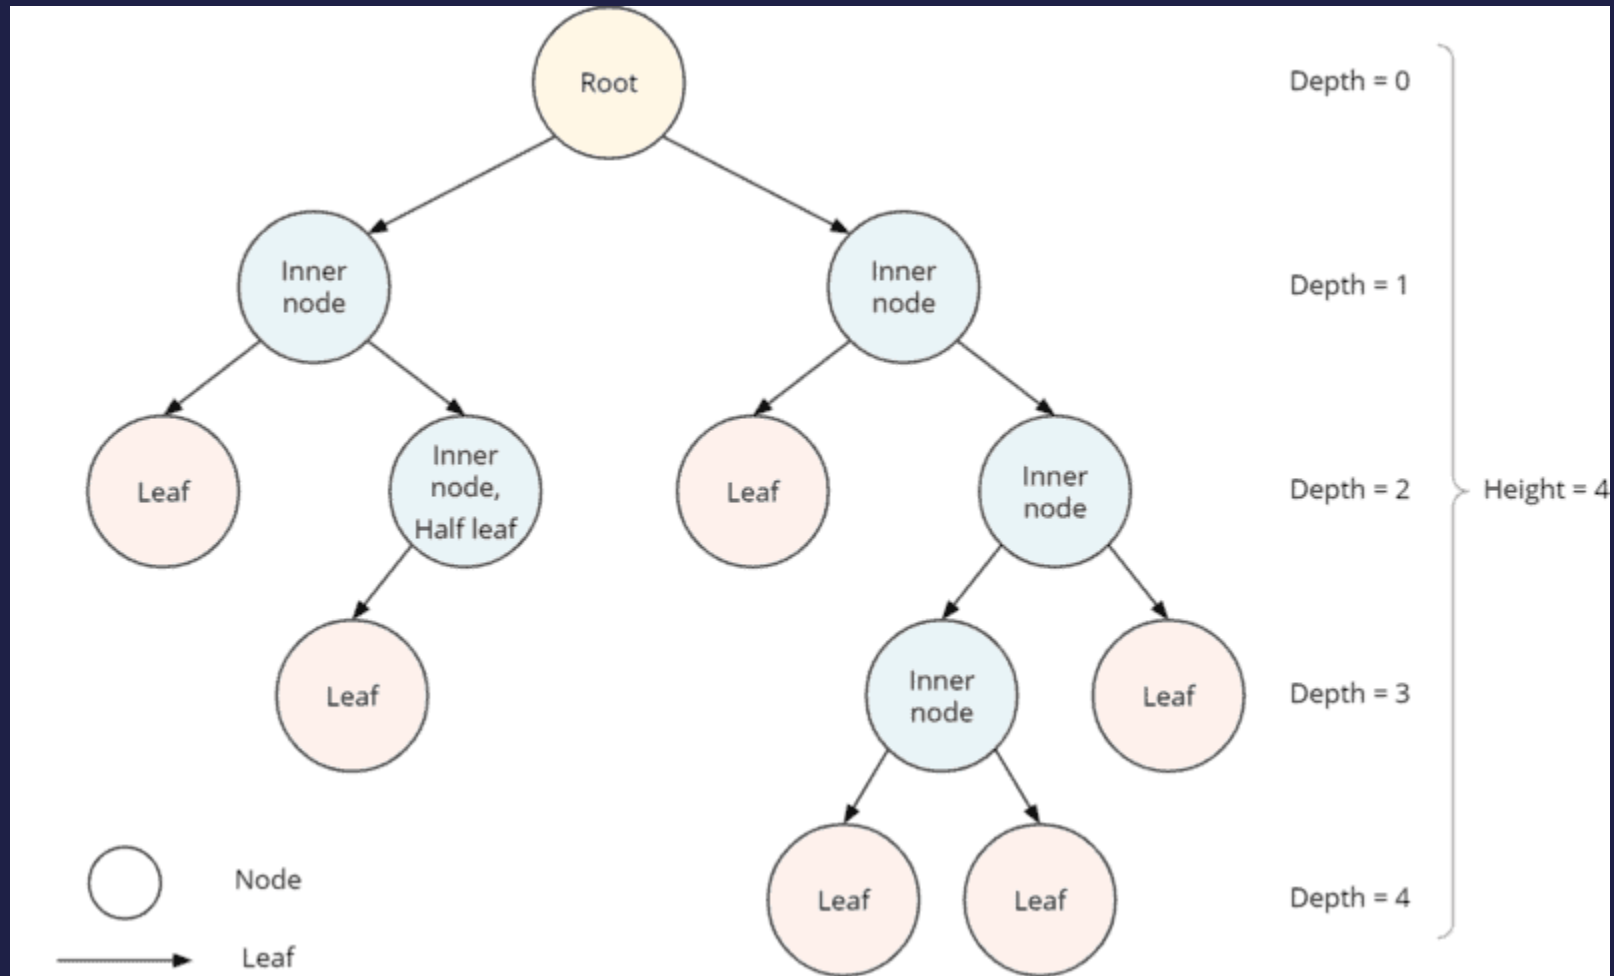 Root
Depth = 0
Inner
node
Inner
node
Depth = 1
Leaf
Inner
node,
Half leaf
Leaf
Inner
node
Depth = 2
Height = 4
Leaf
Inner
node
Leaf
Depth = 3
Leaf
Leaf
Depth = 4
Node
Leaf